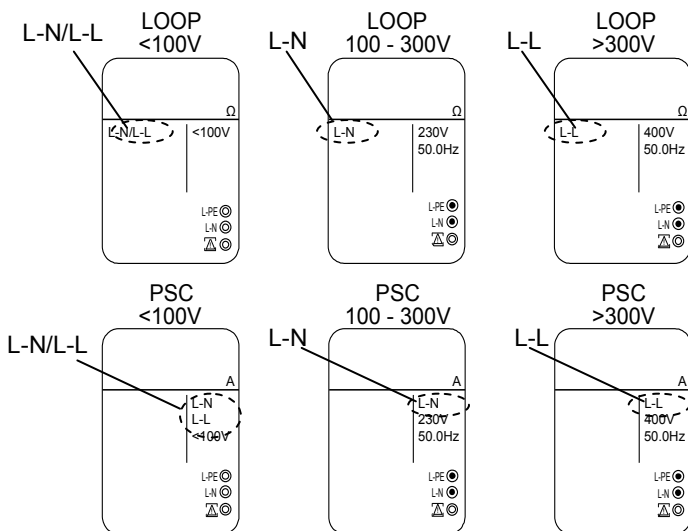 LOOP
<100V
L-N/L-L
Ω
L-N/L-L
<100V
L-PE
L-N
LOOP
100 - 300V
L-N
Ω
L-N
230V
50.0Hz
L-PE
L-N
LOOP
>300V
L-L
Ω
L-L
400V
50.0Hz
L-PE
L-N
PSC
<100V
L-N/L-L
A
L-N
L-L
<100V
L-PE
L-N
PSC
100 - 300V
L-N
A
L-N
230V
50.0Hz
L-PE
L-N
PSC
>300V
L-L
A
L-L
400V
50.0Hz
L-PE
L-N